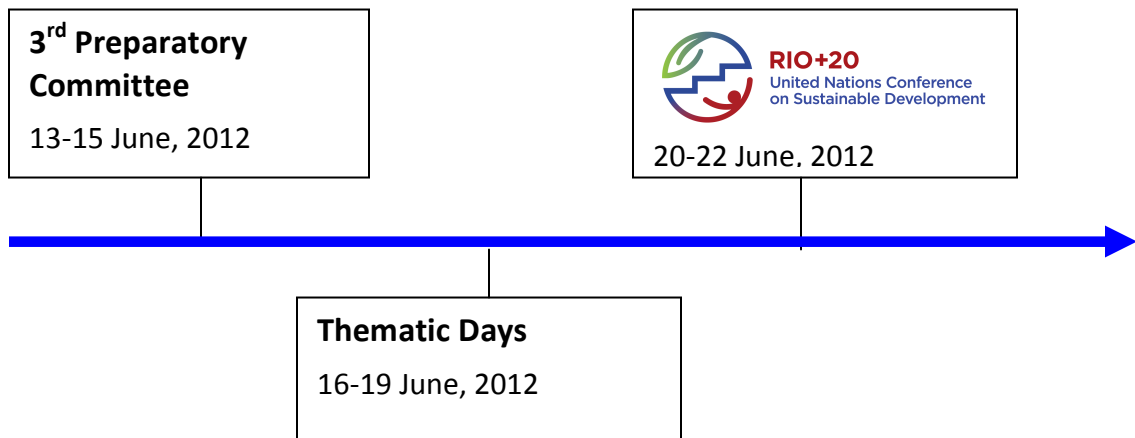 3rd Preparatory
Committee
13-15 June, 2012
RIO+20
United Nations Conference
on Sustainable Development
20-22 June, 2012
Thematic Days
16-19 June, 2012